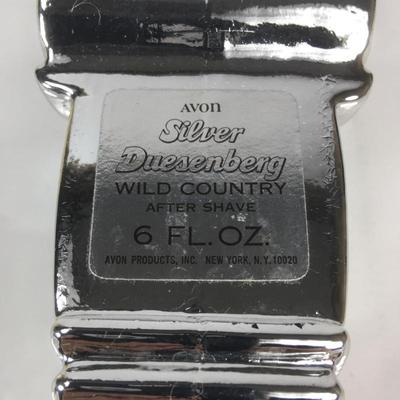 AVON
Silver
Duesenberg
WILD COUNTRY
AFTER SHAVE
6 FL. OZ.
AVON PRODUCTS, INC. NEW YORK, N.Y. 10020